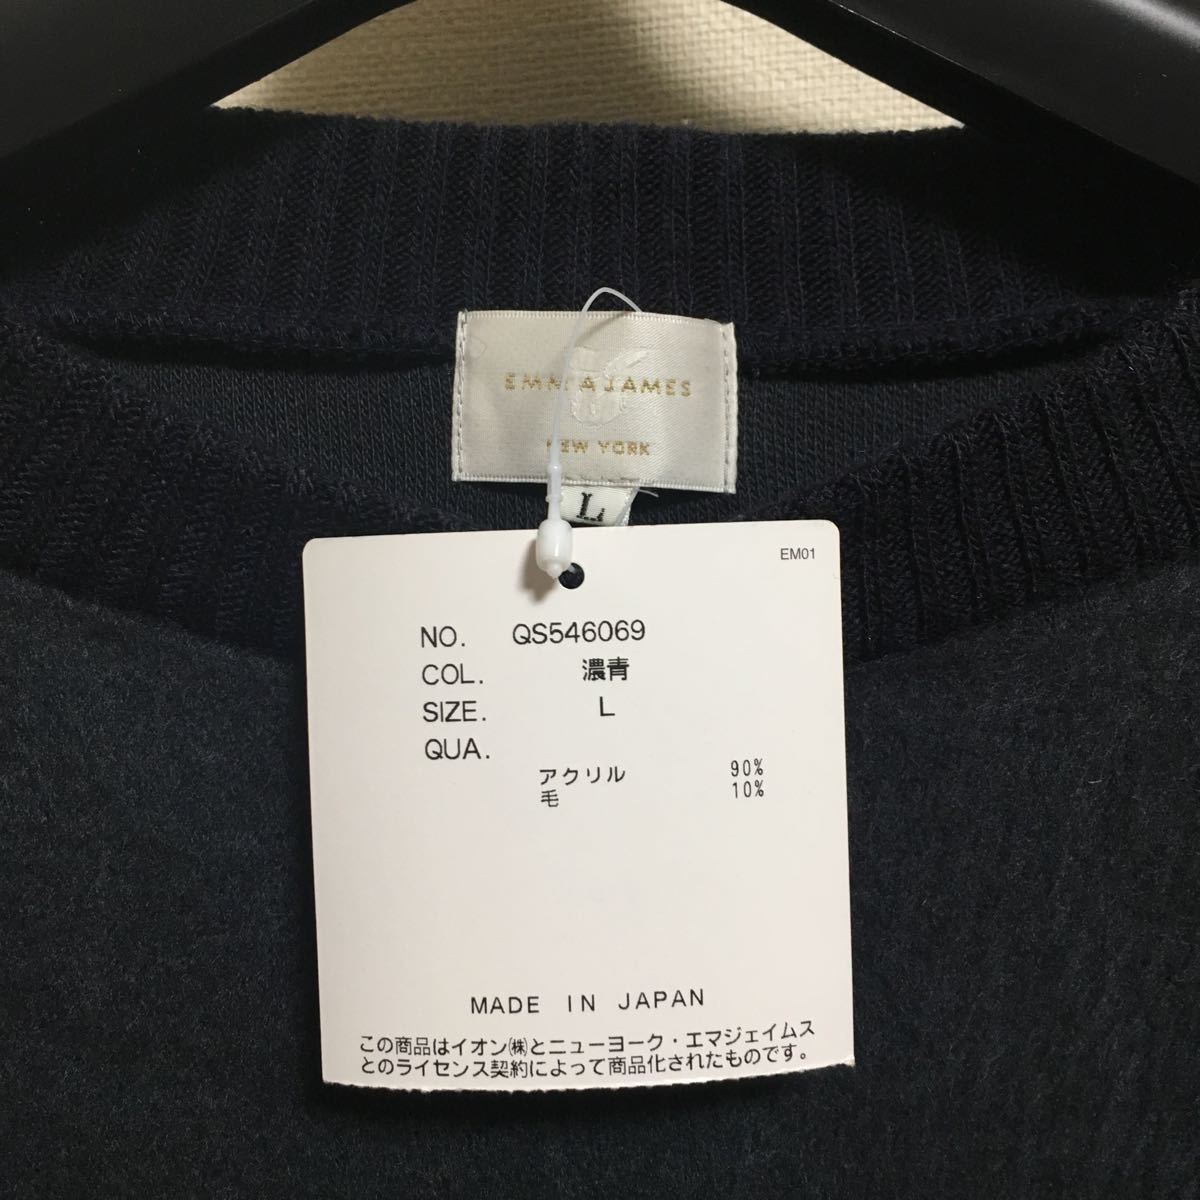 EMMA JAMES
NEW YORK
L
EM01
NO. QS546069
COL. 濃青
SIZE. L
QUA.
アクリル 90%
毛 10%
MADE IN JAPAN
この商品はイオン㈱とニューヨーク・エマジェイムス
とのライセンス契約によって商品化されたものです。